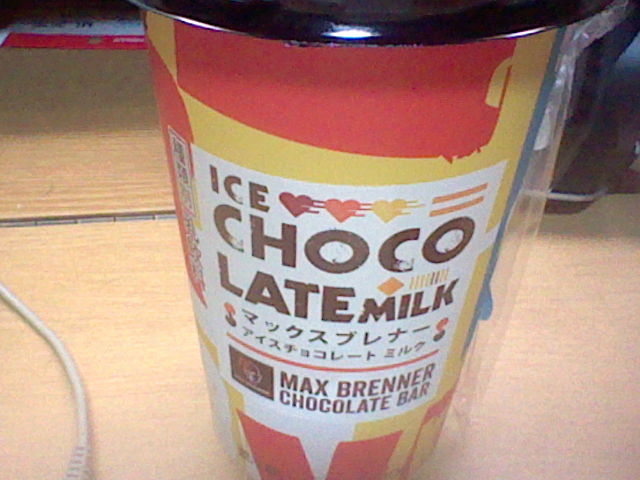 ICE
CHOCO
LATE MILK
マックスブレナー
アイスチョコレート ミルク
MAX BRENNER
CHOCOLATE BAR